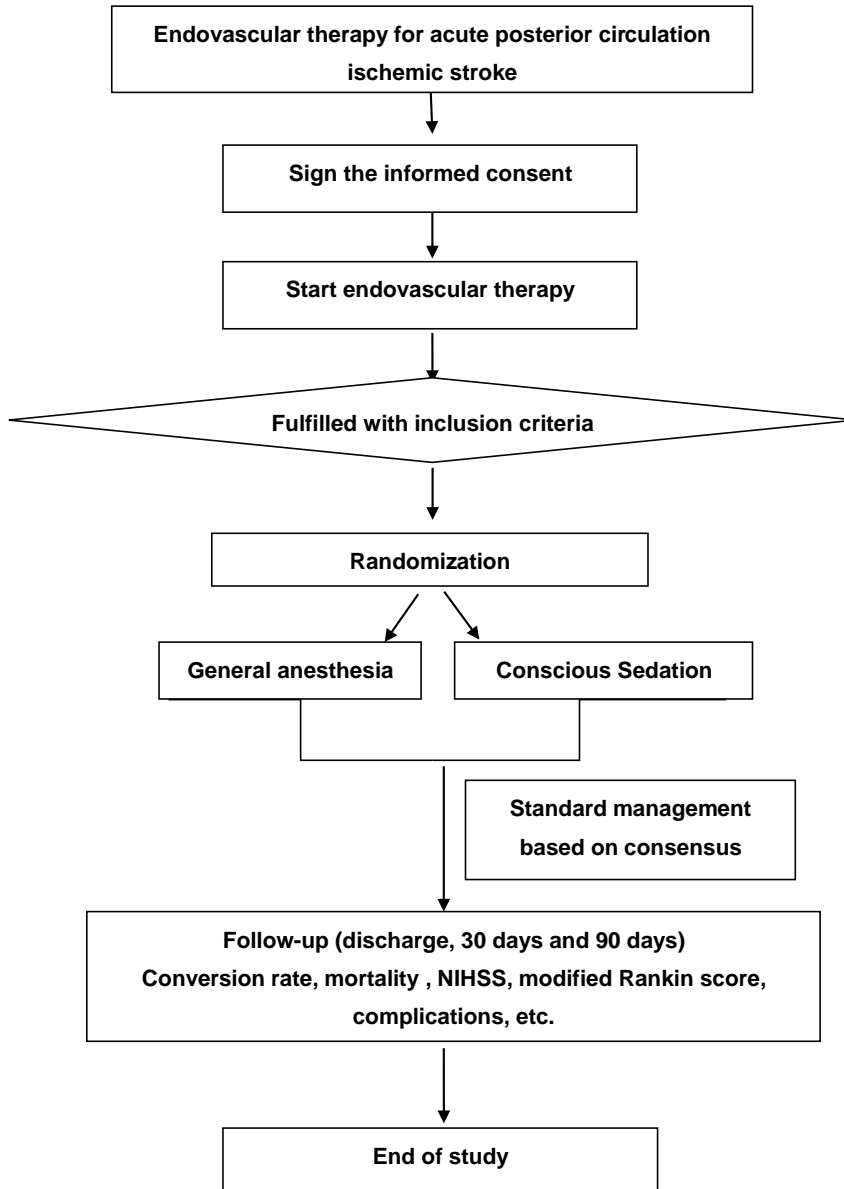 Endovascular therapy for acute posterior circulation
ischemic stroke
Sign the informed consent
Start endovascular therapy
Fulfilled with inclusion criteria
Randomization
General anesthesia
Conscious Sedation
Standard management
based on consensus
Follow-up (discharge, 30 days and 90 days)
Conversion rate, mortality , NIHSS, modified Rankin score,
complications, etc.
End of study